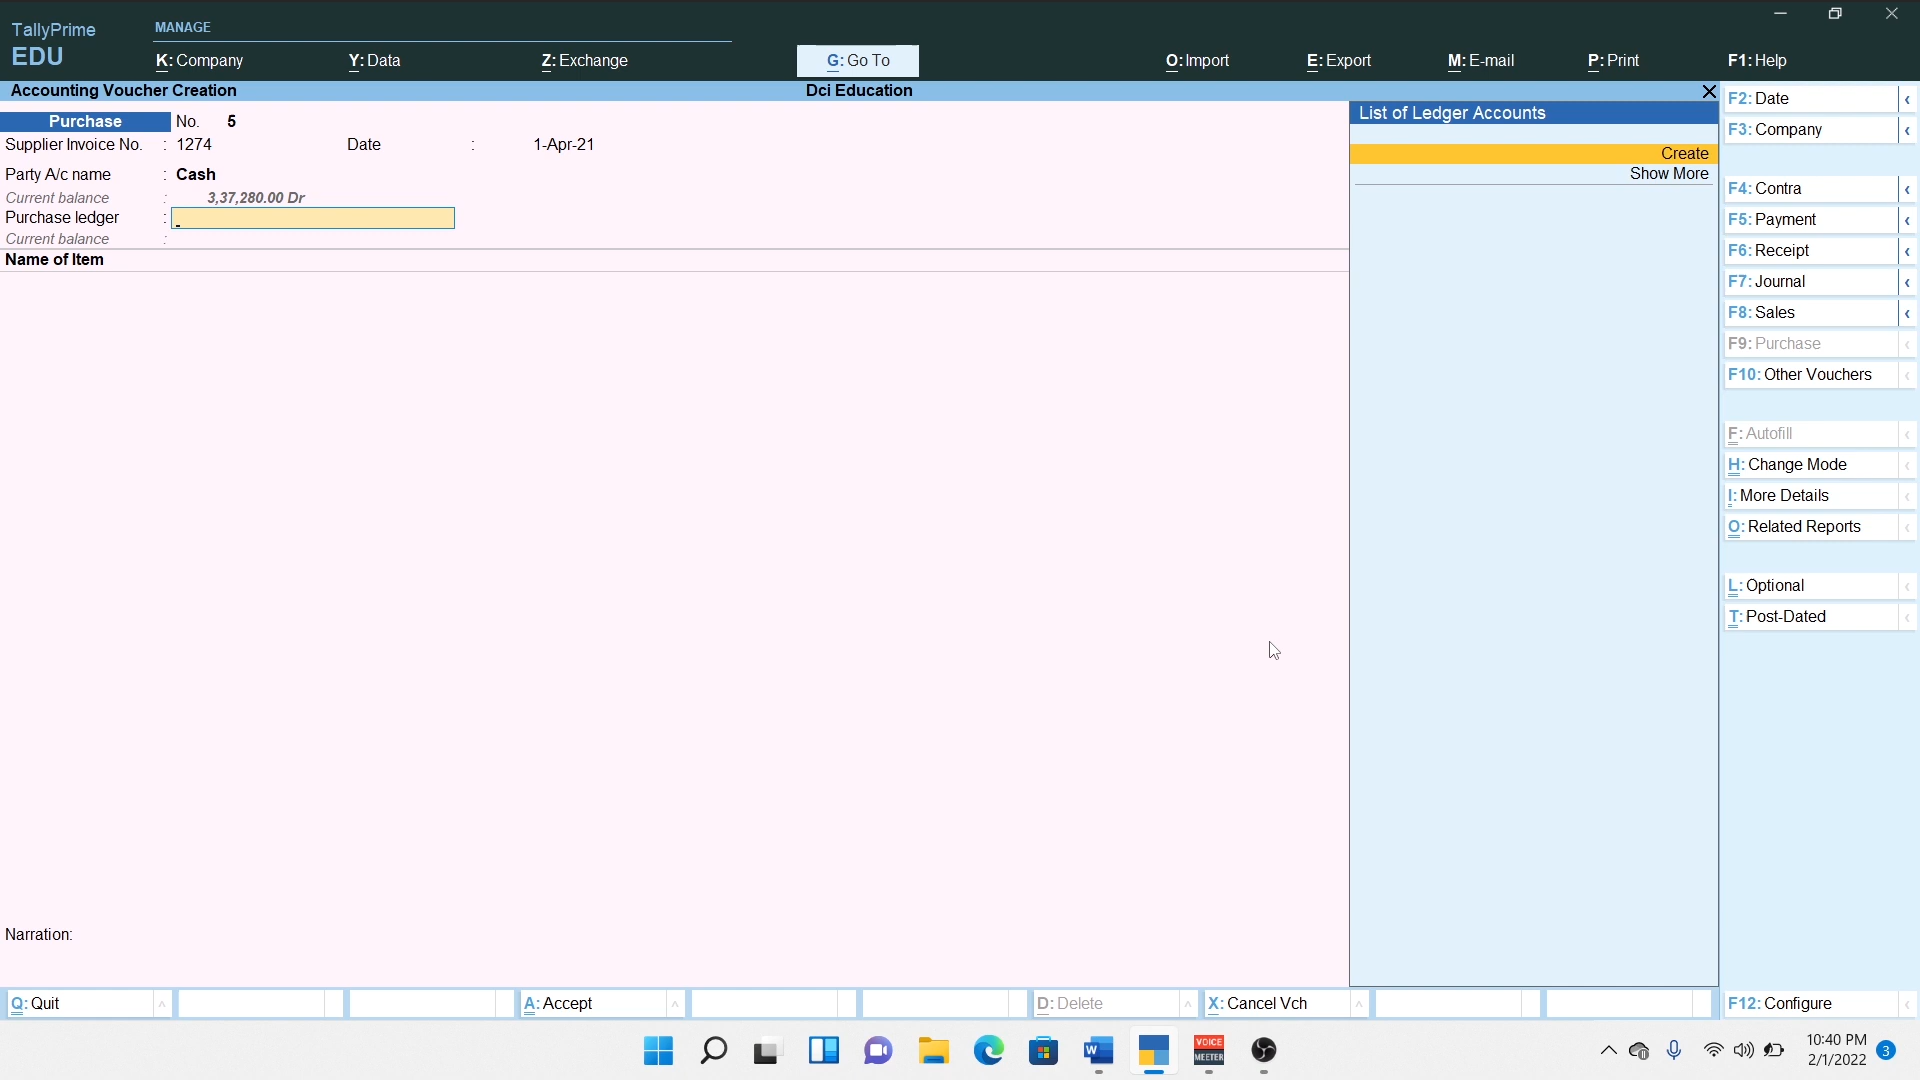 TallyPrime
EDU
MANAGE
K: Company
Y: Data
Z: Exchange
G: Go To
O: Import
E: Export
M: E-mail
P: Print
F1: Help
Accounting Voucher Creation
Dci Education
Purchase No. 5
Supplier Invoice No. : 1274 Date : 1-Apr-21
Party A/c name : Cash
Current balance : 3,37,280.00 Dr
Purchase ledger :
Current balance :
Name of Item
Narration:
List of Ledger Accounts
Create
Show More
F2: Date
F3: Company
F4: Contra
F5: Payment
F6: Receipt
F7: Journal
F8: Sales
F9: Purchase
F10: Other Vouchers
F: Autofill
H: Change Mode
I: More Details
O: Related Reports
L: Optional
T: Post-Dated
F12: Configure
Q: Quit
A: Accept
D: Delete
X: Cancel Vch
VOICE
MEETER
10:40 PM
2/1/2022
3